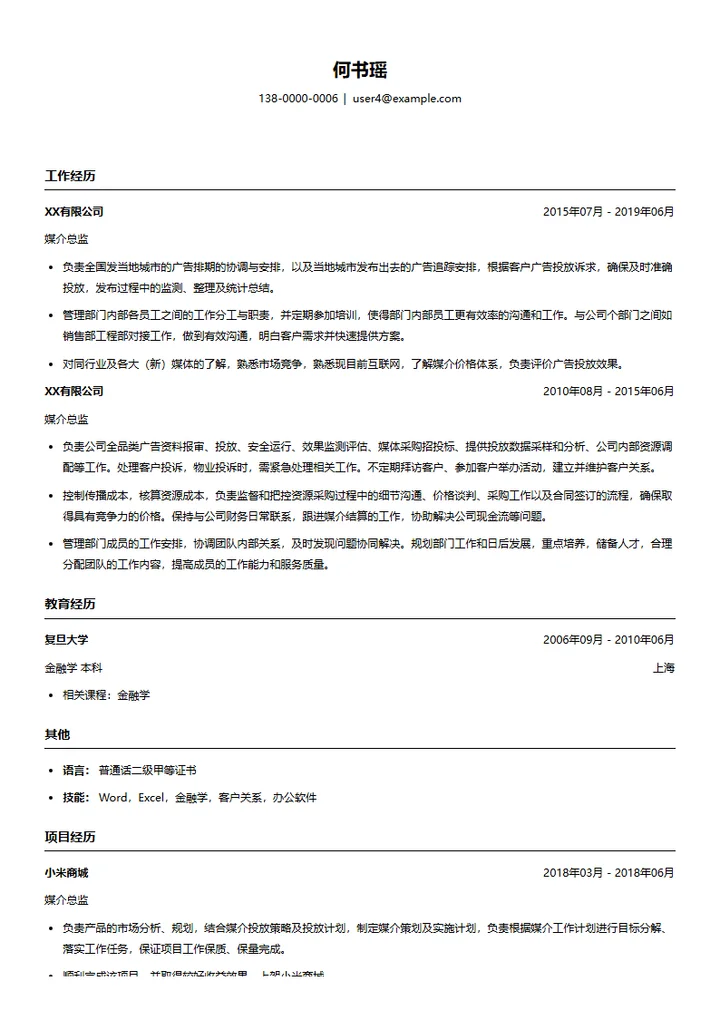 何书瑶
138-0000-0006 | user4@example.com
工作经历
XX有限公司 2015年07月 - 2019年06月
媒介总监
• 负责全国发当地城市的广告排期的协调与安排，以及当地城市发布出去的广告追踪安排，根据客户广告投放诉求，确保及时准确
投放，发布过程中的监测、整理及统计总结。
• 管理部门内部各员工之间的工作分工与职责，并定期参加培训，使得部门内部员工更有效率的沟通和工作。与公司个部门之间如
销售部工程部对接工作，做到有效沟通，明白客户需求并快速提供方案。
• 对同行业及各大（新）媒体的了解，熟悉市场竞争，熟悉现目前互联网，了解媒介价格体系，负责评价广告投放效果。
XX有限公司 2010年08月 - 2015年06月
媒介总监
• 负责公司全品类广告资料报审、投放、安全运行、效果监测评估、媒体采购招投标、提供投放数据采样和分析、公司内部资源调
配等工作。处理客户投诉，物业投诉时，需紧急处理相关工作。不定期拜访客户、参加客户举办活动，建立并维护客户关系。
• 控制传播成本，核算资源成本，负责监督和把控资源采购过程中的细节沟通、价格谈判、采购工作以及合同签订的流程，确保取
得具有竞争力的价格。保持与公司财务日常联系，跟进媒介结算的工作，协助解决公司现金流等问题。
• 管理部门成员的工作安排，协调团队内部关系，及时发现问题协同解决。规划部门工作和日后发展，重点培养，储备人才，合理
分配团队的工作内容，提高成员的工作能力和服务质量。
教育经历
复旦大学 2006年09月 - 2010年06月
金融学 本科 上海
• 相关课程：金融学
其他
• 语言： 普通话二级甲等证书
• 技能： Word，Excel，金融学，客户关系，办公软件
项目经历
小米商城 2018年03月 - 2018年06月
媒介总监
• 负责产品的市场分析、规划，结合媒介投放策略及投放计划，制定媒介策划及实施计划，负责根据媒介工作计划进行目标分解、
落实工作任务，保证项目工作保质、保量完成。
• 顺利完成该项目，并取得较好收益效果，上架小米商城